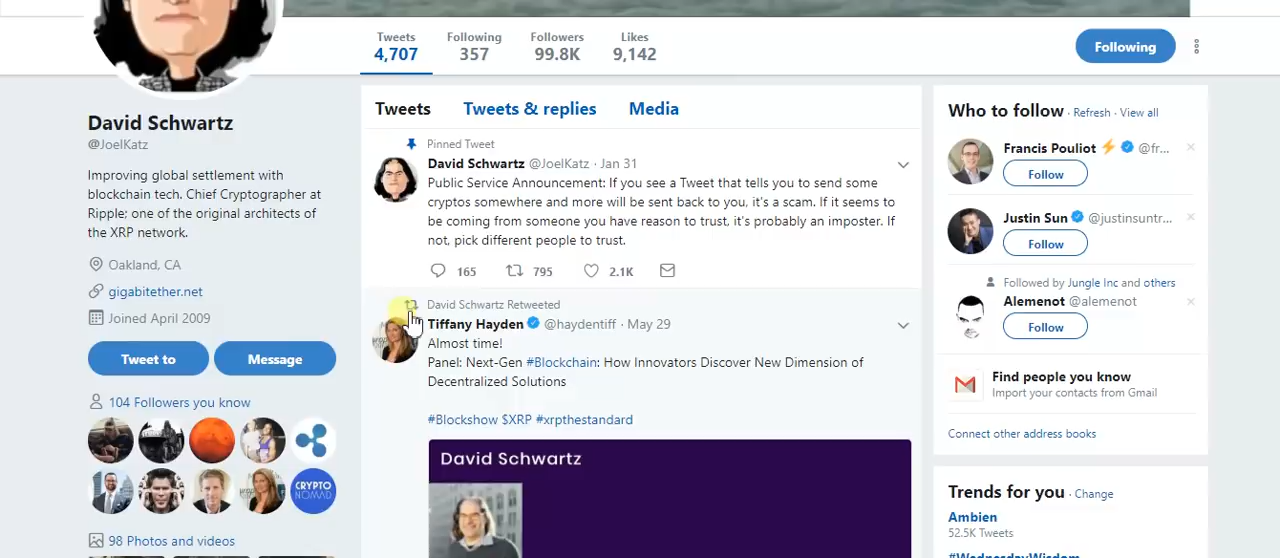 Tweets Following Followers Likes
4,707 357 99.8K 9,142
Following
David Schwartz
@JoelKatz
Improving global settlement with
blockchain tech. Chief Cryptographer at
Ripple; one of the original architects of
the XRP network.
Oakland, CA
gigabitether.net
Joined April 2009
Tweet to Message
104 Followers you know
CRYPTO
NOMAD
98 Photos and videos
Tweets Tweets & replies Media
Pinned Tweet
David Schwartz @JoelKatz · Jan 31
Public Service Announcement: If you see a Tweet that tells you to send some
cryptos somewhere and more will be sent back to you, it's a scam. If it seems to
be coming from someone you have reason to trust, it's probably an imposter. If
not, pick different people to trust.
165 795 2.1K
David Schwartz Retweeted
Tiffany Hayden @haydentiff · May 29
Almost time!
Panel: Next-Gen #Blockchain: How Innovators Discover New Dimension of
Decentralized Solutions
#Blockshow $XRP #xrpthestandard
David Schwartz
Who to follow · Refresh · View all
Francis Pouliot @fr...
Follow
Justin Sun @justinsuntr...
Follow
Followed by Jungle Inc and others
Alemenot @alemenot
Follow
Find people you know
Import your contacts from Gmail
Connect other address books
Trends for you · Change
Ambien
52.5K Tweets
#WednesdayWisdom